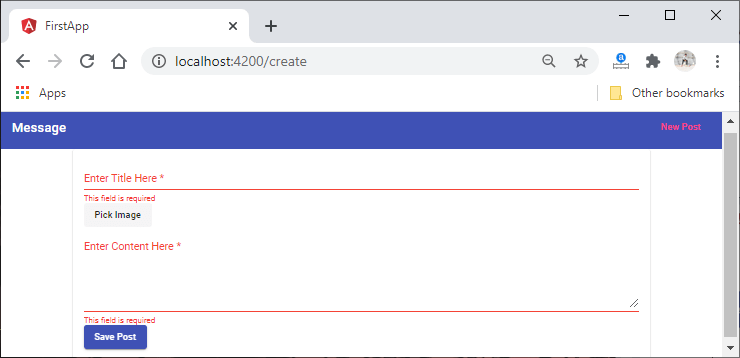 FirstApp
localhost:4200/create
Apps
Other bookmarks
Message
New Post
Enter Title Here *
This field is required
Pick Image
Enter Content Here *
This field is required
Save Post